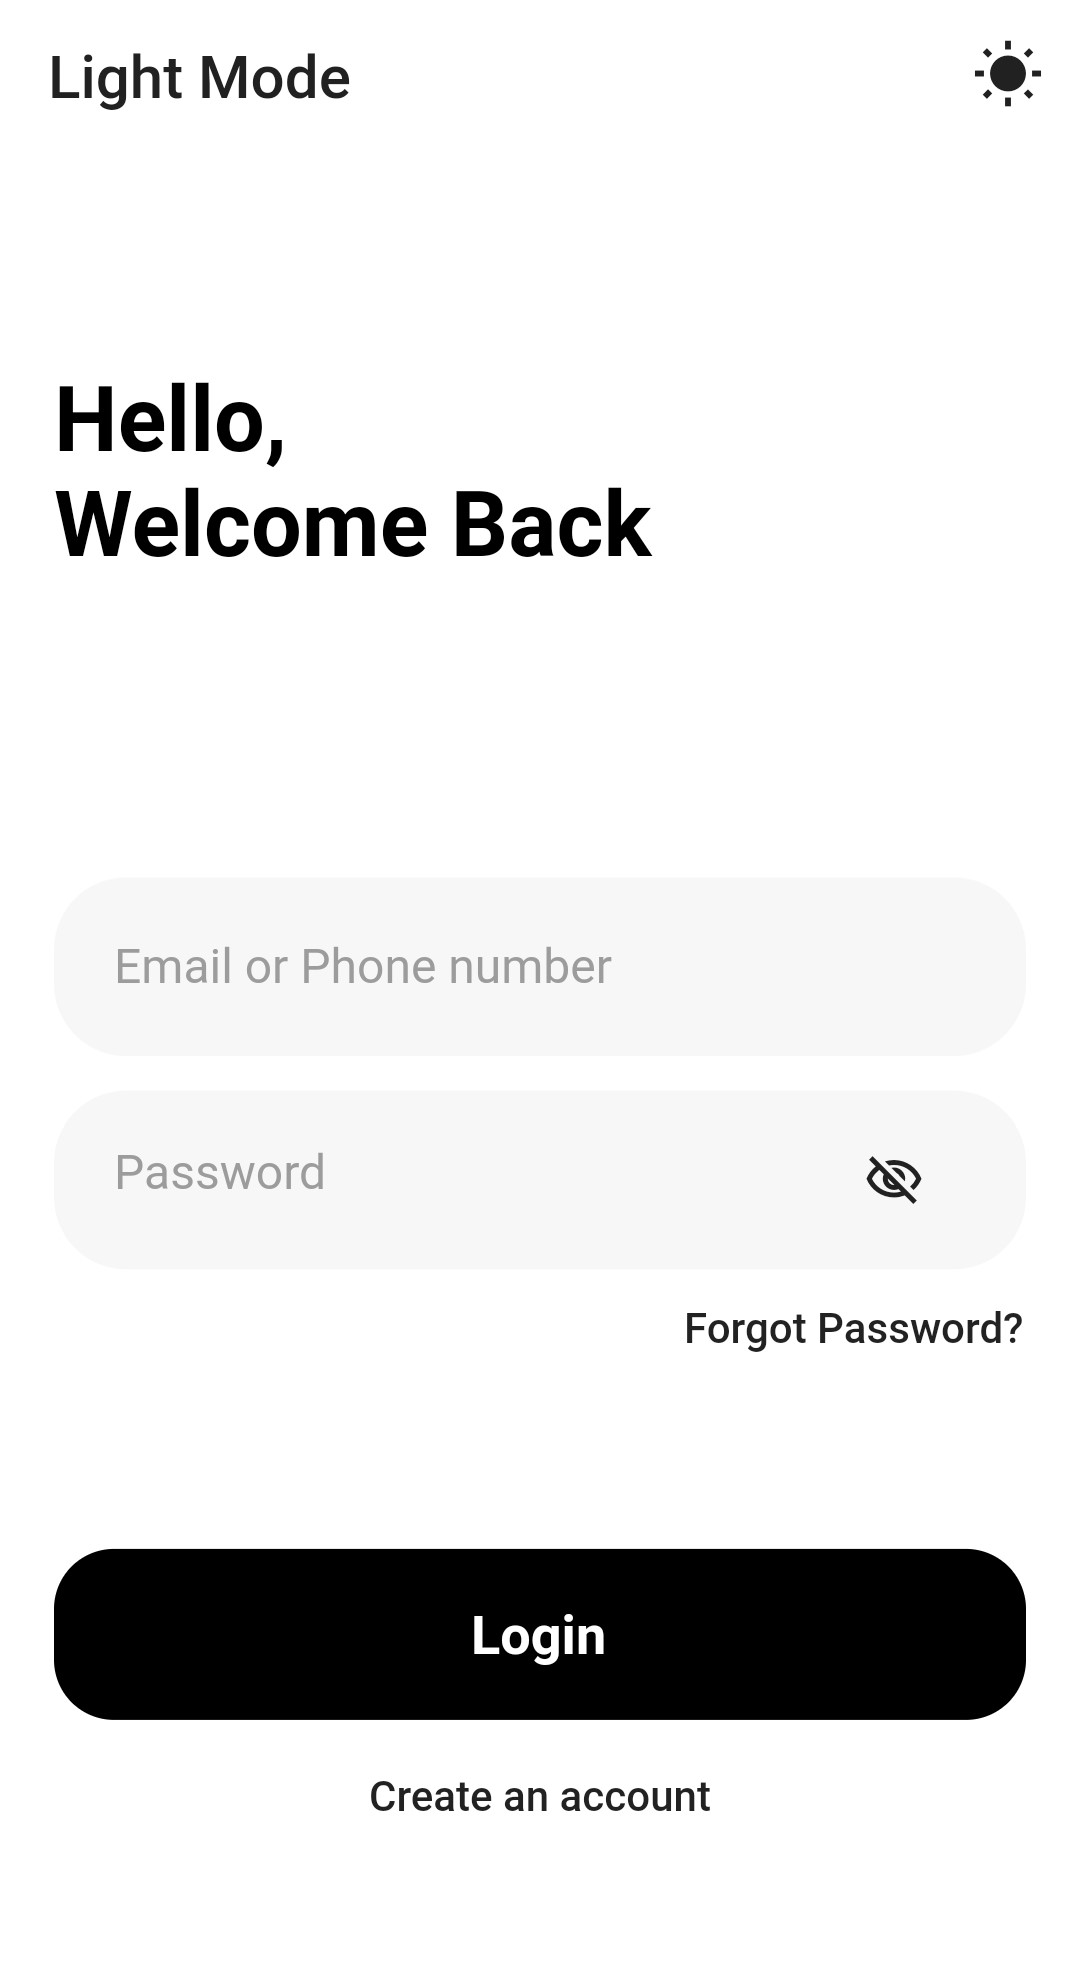 Light Mode
Hello,
Welcome Back
Email or Phone number
Password
Forgot Password?
Login
Create an account